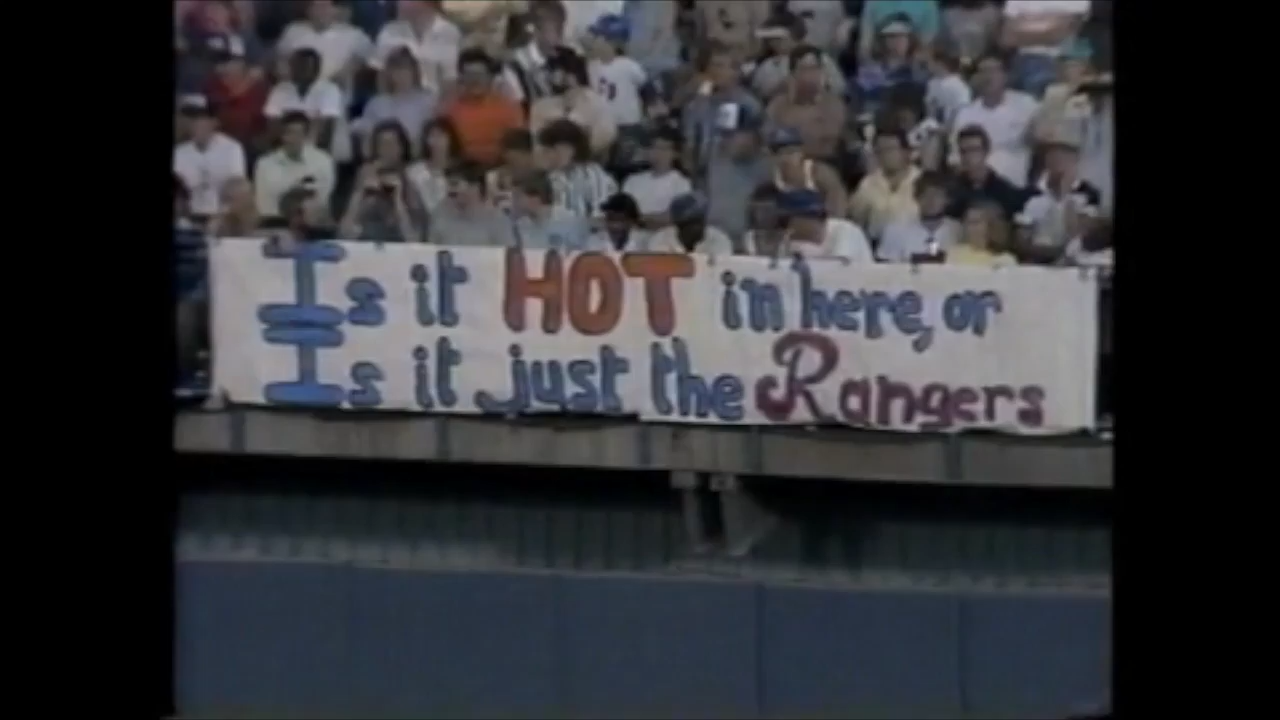 Is it HOT in here, or
Is it just the Rangers